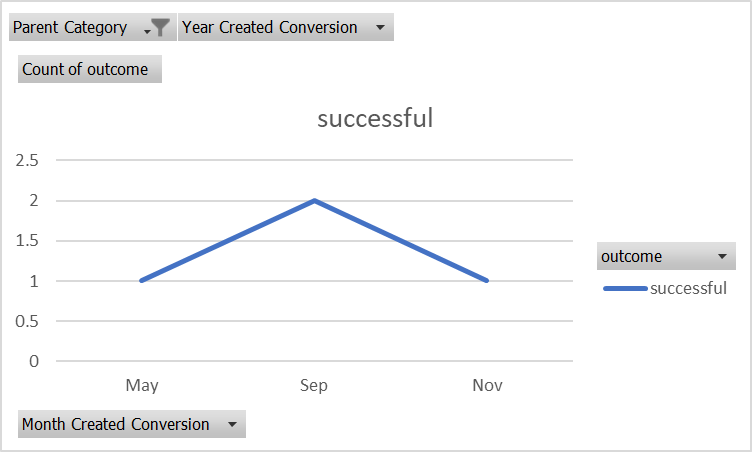 Parent Category Year Created Conversion
Count of outcome
successful
2.5
2
1.5
1
0.5
0
May Sep Nov
outcome
successful
Month Created Conversion